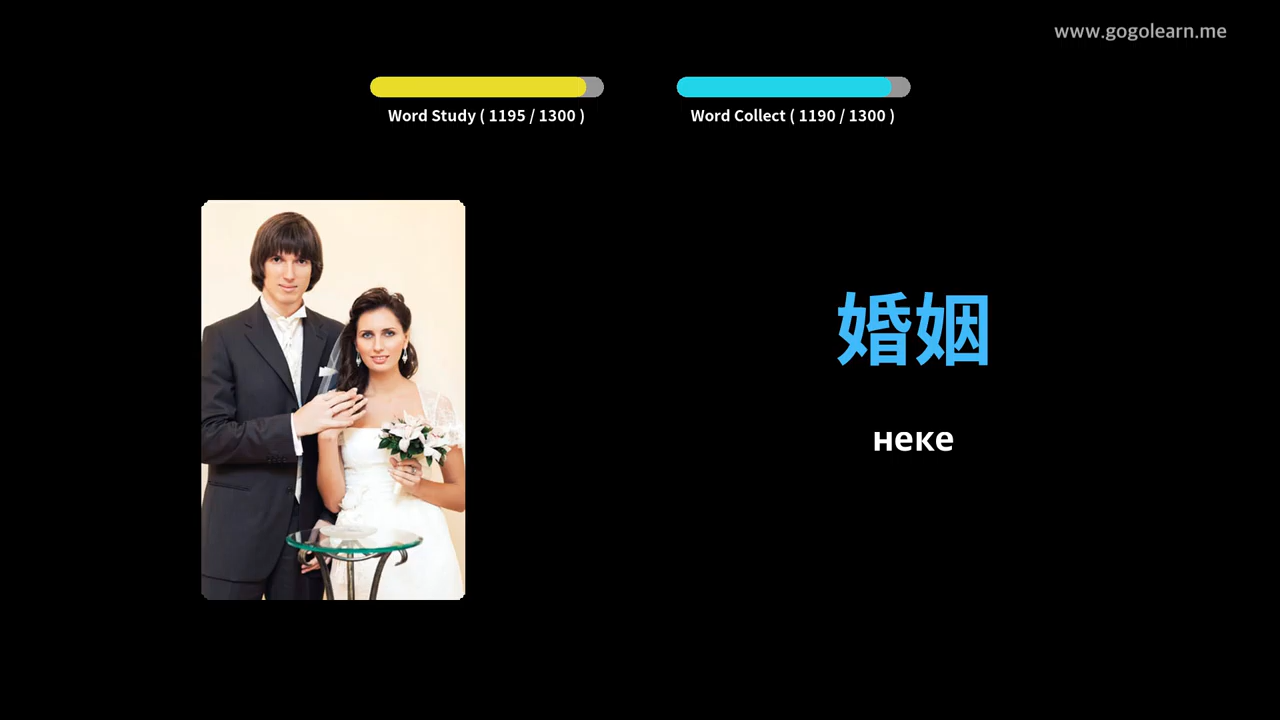 www.gogolearn.me
Word Study ( 1195 / 1300 )
Word Collect ( 1190 / 1300 )
婚姻
неке